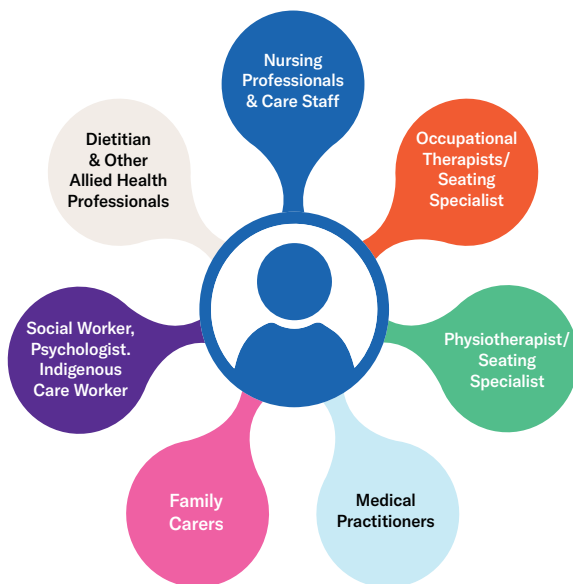 Nursing
Professionals
& Care Staff
Occupational
Therapists/
Seating
Specialist
Physiotherapist/
Seating
Specialist
Medical
Practitioners
Family
Carers
Social Worker,
Psychologist.
Indigenous
Care Worker
Dietitian
& Other
Allied Health
Professionals